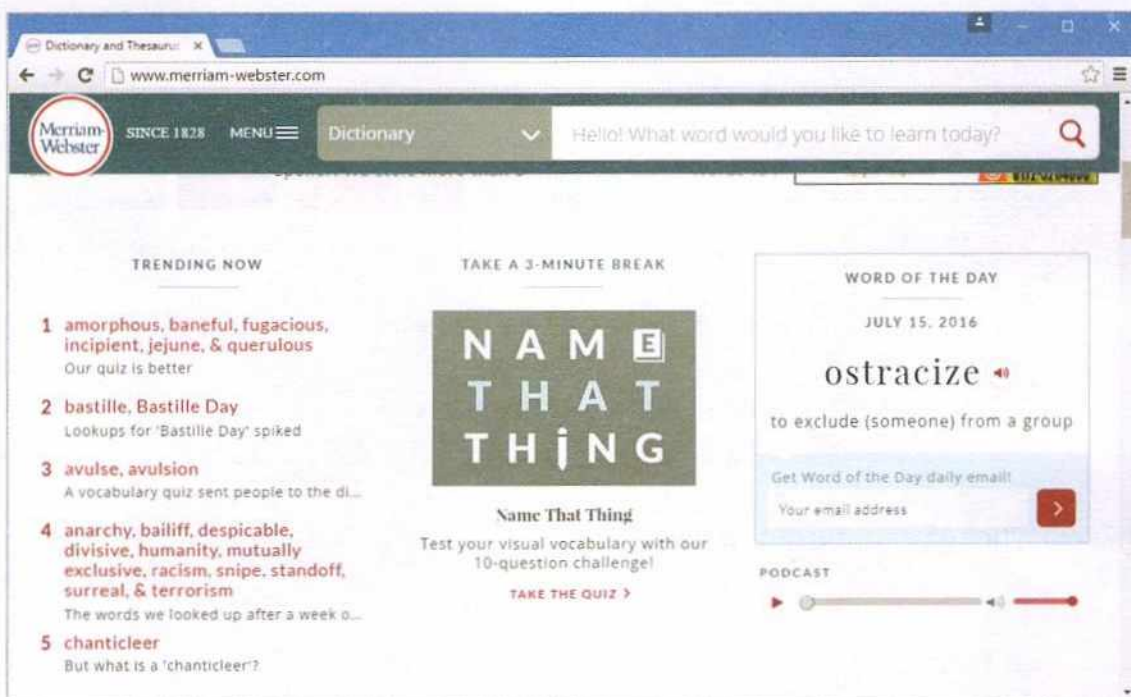 Dictionary and Thesauru
www.merriam-webster.com
Merriam-
Webster
SINCE 1828
MENU
Dictionary
Hello! What word would you like to learn today?
TRENDING NOW
1 amorphous, baneful, fugacious,
incipient, jejune, & querulous
Our quiz is better
2 bastille, Bastille Day
Lookups for 'Bastille Day' spiked
3 avulse, avulsion
A vocabulary quiz sent people to the di...
4 anarchy, bailiff, despicable,
divisive, humanity, mutually
exclusive, racism, snipe, standoff,
surreal, & terrorism
The words we looked up after a week o...
5 chanticleer
But what is a 'chanticleer'?
TAKE A 3-MINUTE BREAK
NAME
THAT
THING
Name That Thing
Test your visual vocabulary with our
10-question challenge!
TAKE THE QUIZ >
WORD OF THE DAY
JULY 15, 2016
ostracize
to exclude (someone) from a group
Get Word of the Day daily email!
Your email address
PODCAST